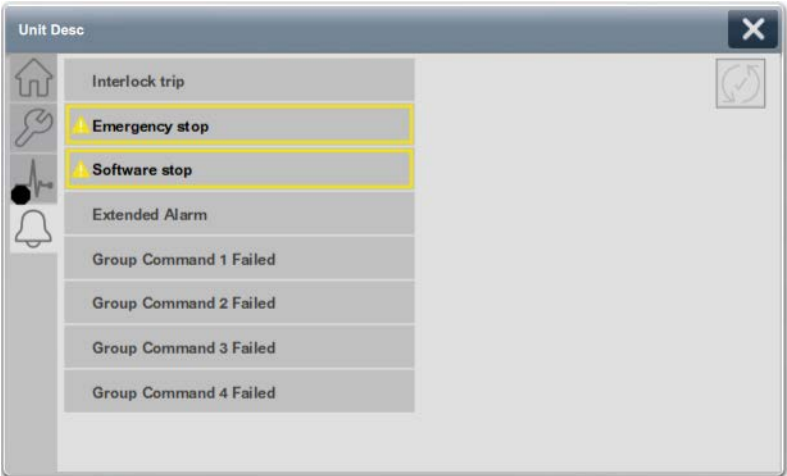 Unit Desc
Interlock trip
Emergency stop
Software stop
Extended Alarm
Group Command 1 Failed
Group Command 2 Failed
Group Command 3 Failed
Group Command 4 Failed